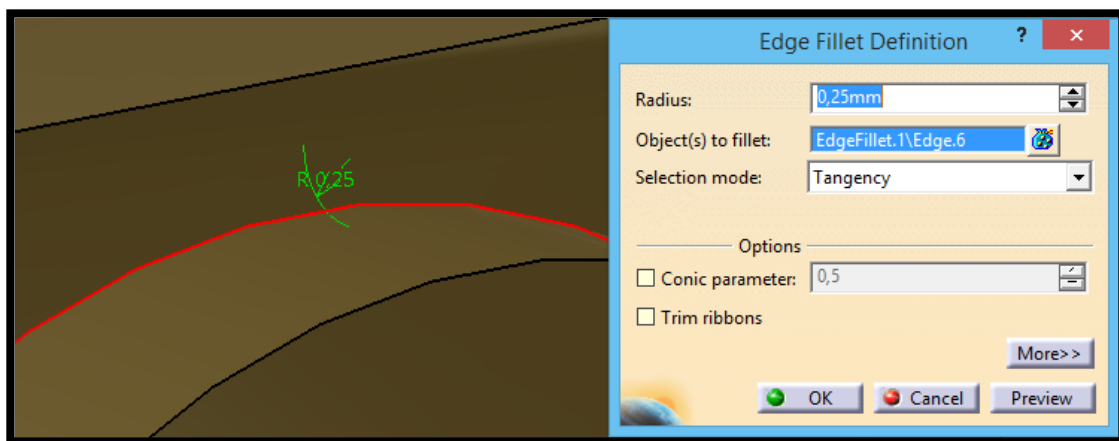 Edge Fillet Definition
?
×
R 0.25
Radius:
0,25mm
Object(s) to fillet:
EdgeFillet.1\Edge.6
Selection mode:
Tangency
Options
Conic parameter:
0,5
Trim ribbons
More>>
OK
Cancel
Preview